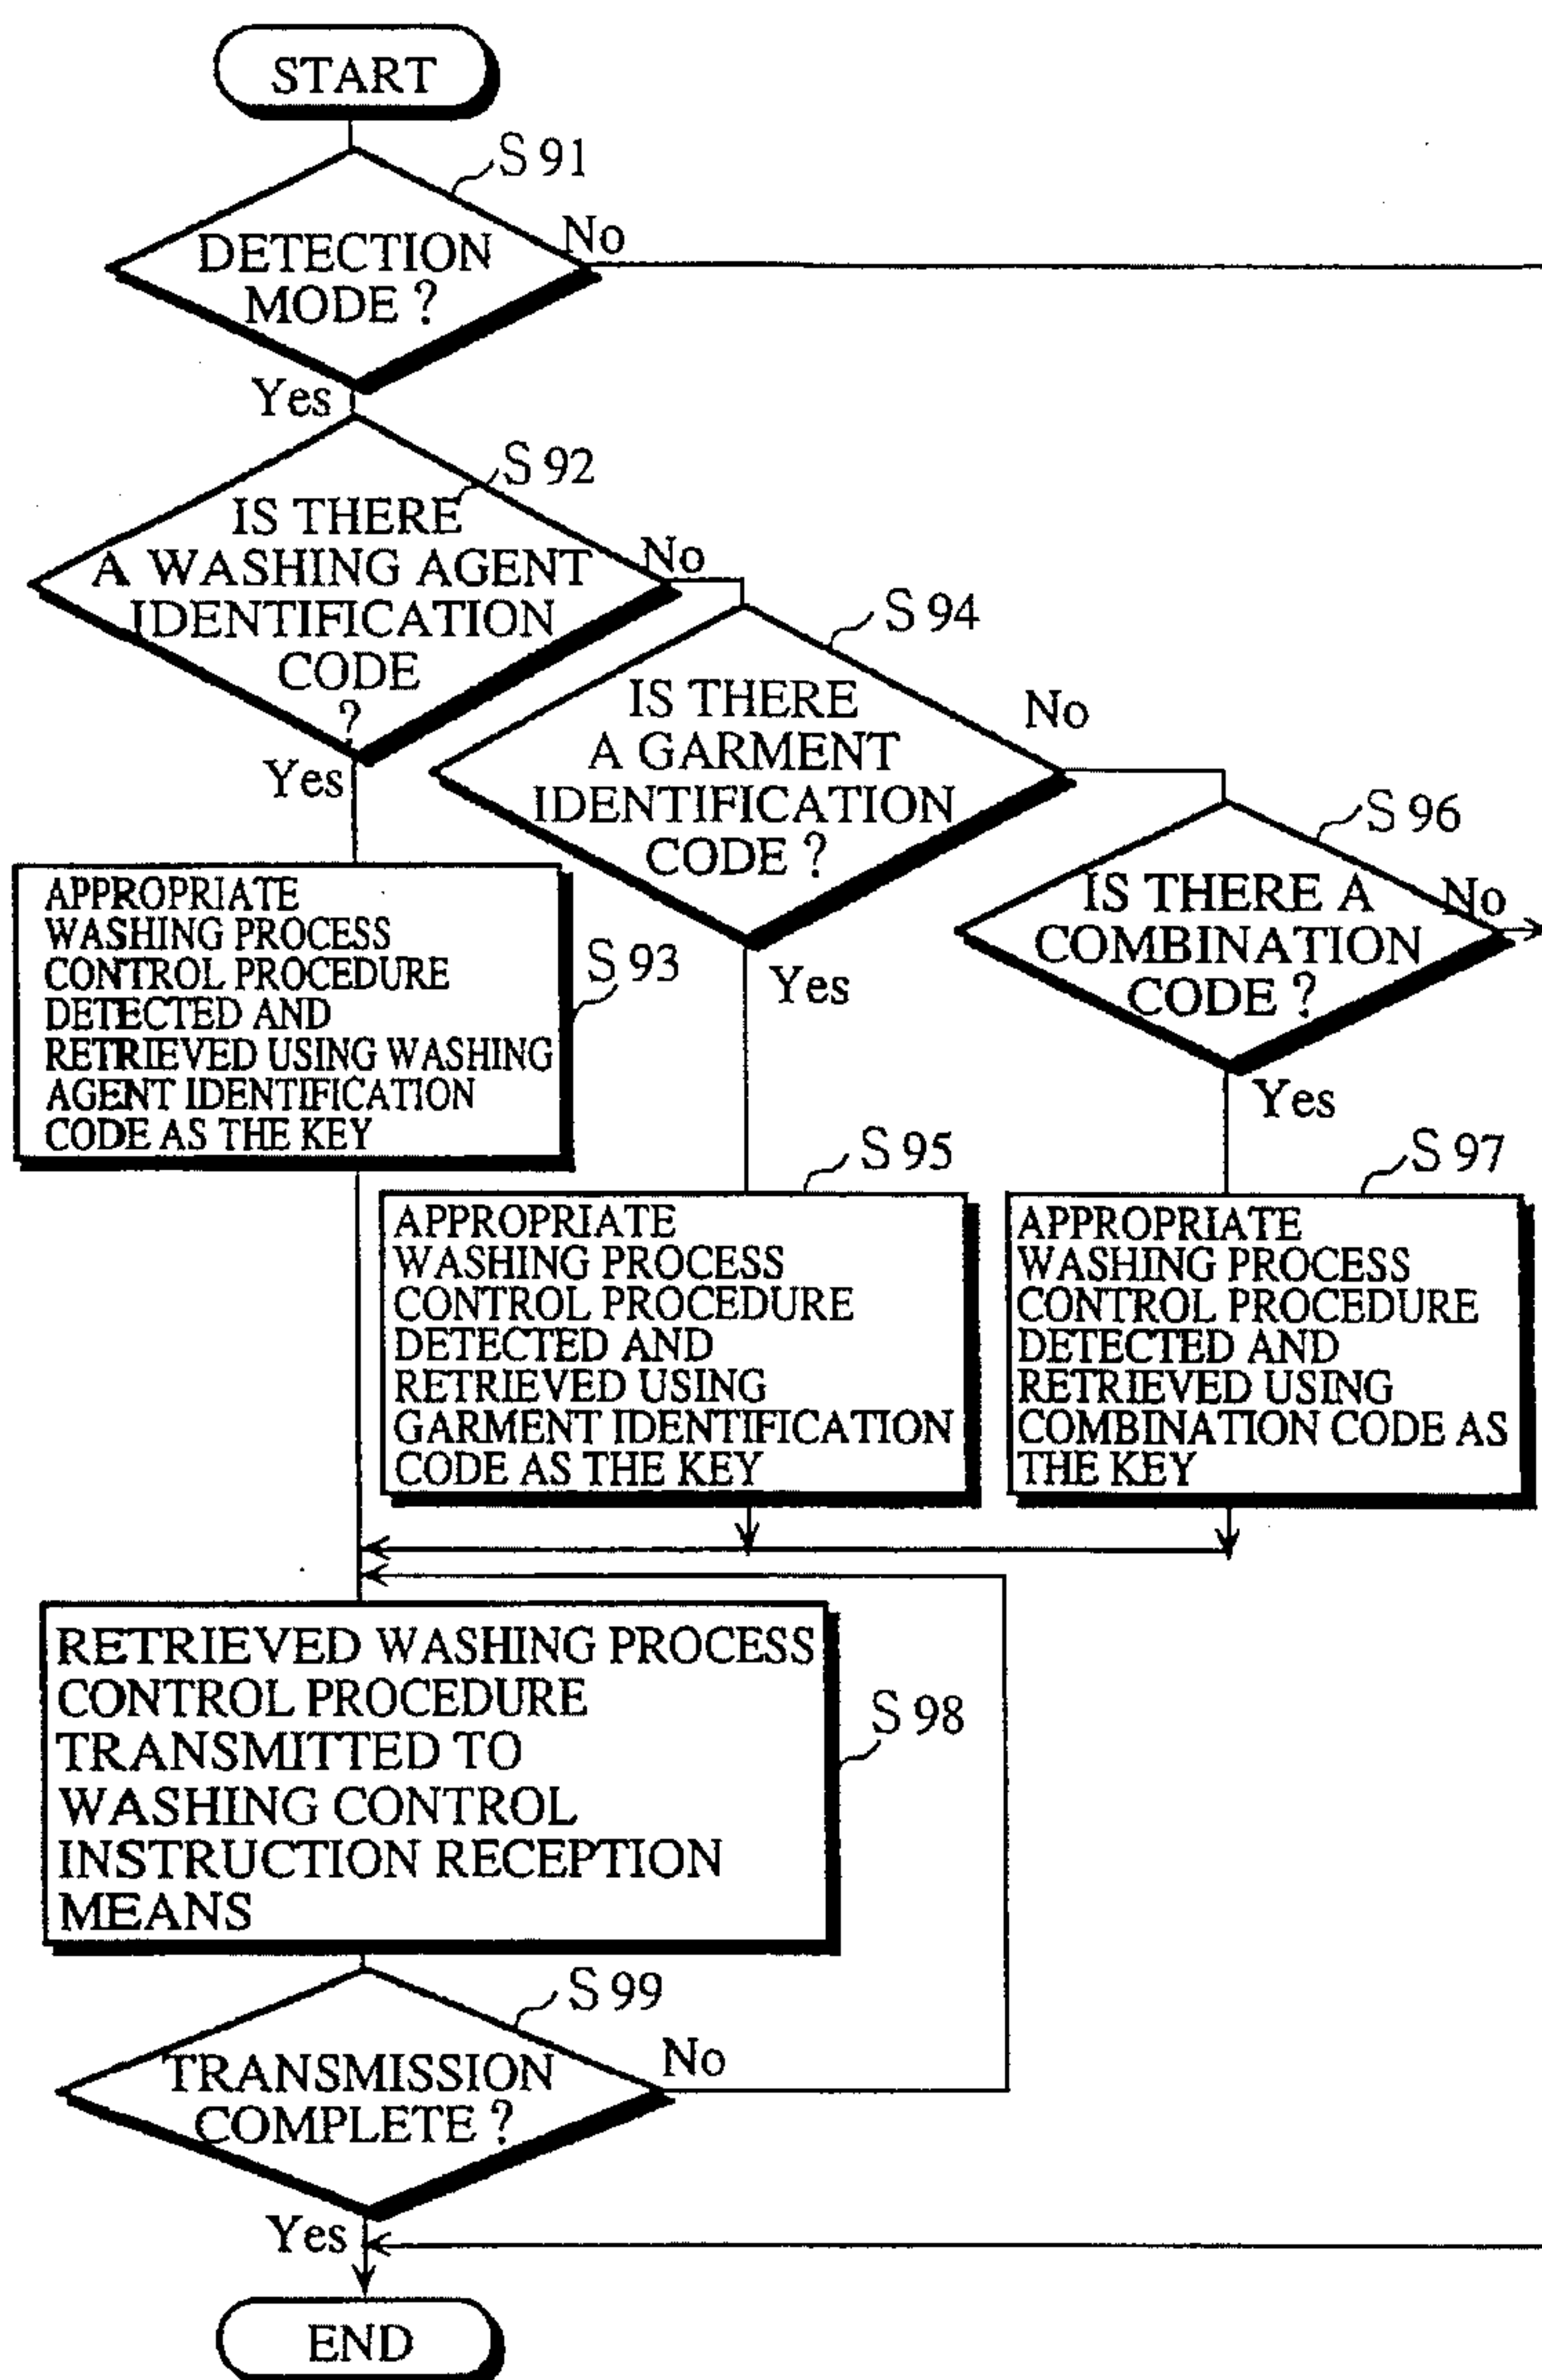 START
S 91
DETECTION
MODE ?
No
Yes
S 92
IS THERE
A WASHING AGENT
IDENTIFICATION
CODE
?
No
Yes
S 94
IS THERE
A GARMENT
IDENTIFICATION
CODE ?
No
Yes
S 96
IS THERE A
COMBINATION
CODE ?
No
Yes
APPROPRIATE
WASHING PROCESS
CONTROL PROCEDURE
DETECTED AND
RETRIEVED USING WASHING
AGENT IDENTIFICATION
CODE AS THE KEY
S 93
S 95
APPROPRIATE
WASHING PROCESS
CONTROL PROCEDURE
DETECTED AND
RETRIEVED USING
GARMENT IDENTIFICATION
CODE AS THE KEY
S 97
APPROPRIATE
WASHING PROCESS
CONTROL PROCEDURE
DETECTED AND
RETRIEVED USING
COMBINATION CODE AS
THE KEY
RETRIEVED WASHING PROCESS
CONTROL PROCEDURE
TRANSMITTED TO
WASHING CONTROL
INSTRUCTION RECEPTION
MEANS
S 98
S 99
TRANSMISSION
COMPLETE ?
No
Yes
END